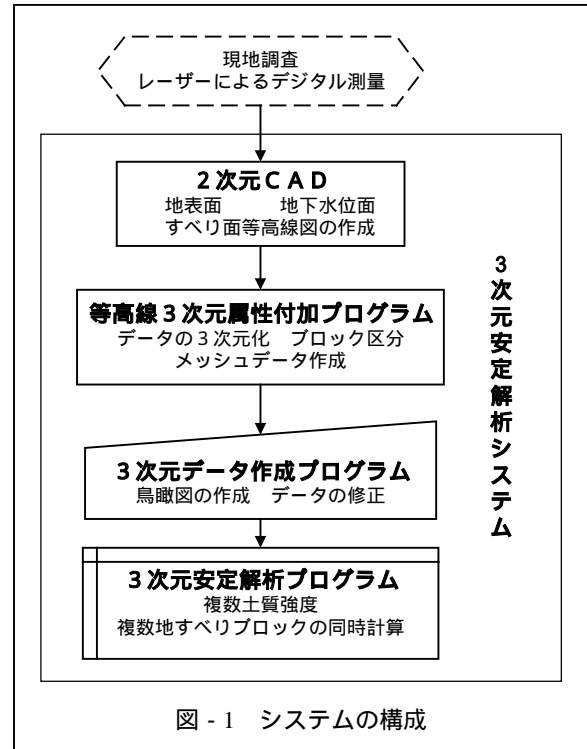 現地調査
レーザーによるデジタル測量
2次元CAD
地表面　　　地下水位面
すべり面等高線図の作成
等高線3次元属性付加プログラム
データの3次元化　ブロック区分
メッシュデータ作成
3次元データ作成プログラム
鳥瞰図の作成　データの修正
3次元安定解析プログラム
複数土質強度
複数地すべりブロックの同時計算
3次元安定解析システム
図 - 1　システムの構成